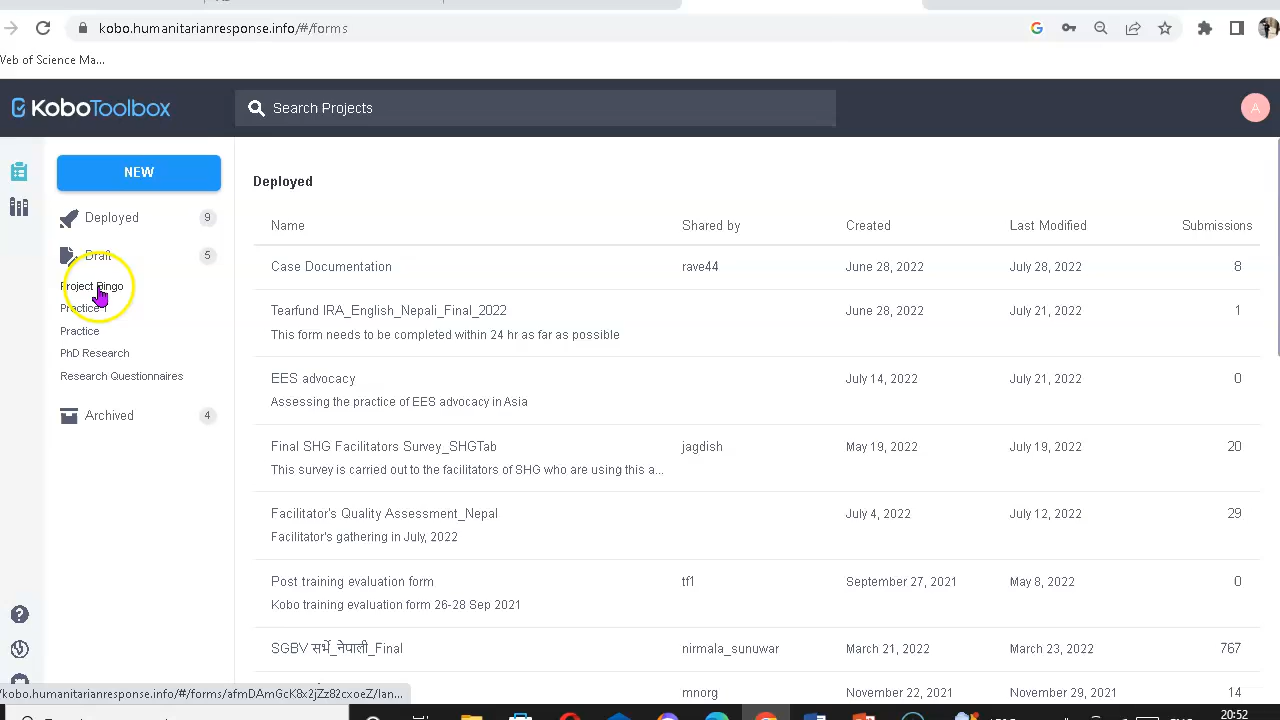 kobo.humanitarianresponse.info/#/forms
Veb of Science Ma...
KoboToolbox
Search Projects
A
NEW
Deployed 9
Draft 5
Project Bingo
Practice 1
Practice
PhD Research
Research Questionnaires
Archived 4
Deployed
Name Shared by Created Last Modified Submissions
Case Documentation rave44 June 28, 2022 July 28, 2022 8
Tearfund IRA_English_Nepali_Final_2022 June 28, 2022 July 21, 2022 1
This form needs to be completed within 24 hr as far as possible
EES advocacy July 14, 2022 July 21, 2022 0
Assessing the practice of EES advocacy in Asia
Final SHG Facilitators Survey_SHGTab jagdish May 19, 2022 July 19, 2022 20
This survey is carried out to the facilitators of SHG who are using this a...
Facilitator's Quality Assessment_Nepal July 4, 2022 July 12, 2022 29
Facilitator's gathering in July, 2022
Post training evaluation form tf1 September 27, 2021 May 8, 2022 0
Kobo training evaluation form 26-28 Sep 2021
SGBV सर्भे_नेपाली_Final nirmala_sunuwar March 21, 2022 March 23, 2022 767
mnorg November 22, 2021 November 29, 2021 14
/kobo.humanitarianresponse.info/#/forms/afmDAmGcK8x2jZz82cxoeZ/lan...
20:52